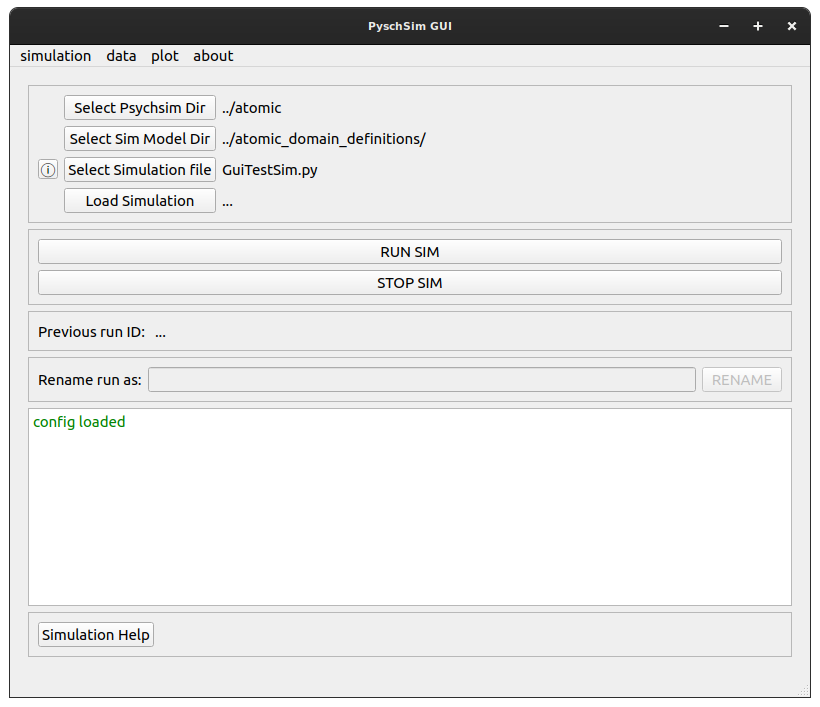 PyschSim GUI
simulation data plot about
Select Psychsim Dir ../atomic
Select Sim Model Dir ../atomic_domain_definitions/
Select Simulation file GuiTestSim.py
Load Simulation ...
RUN SIM
STOP SIM
Previous run ID: ...
Rename run as: RENAME
config loaded
Simulation Help